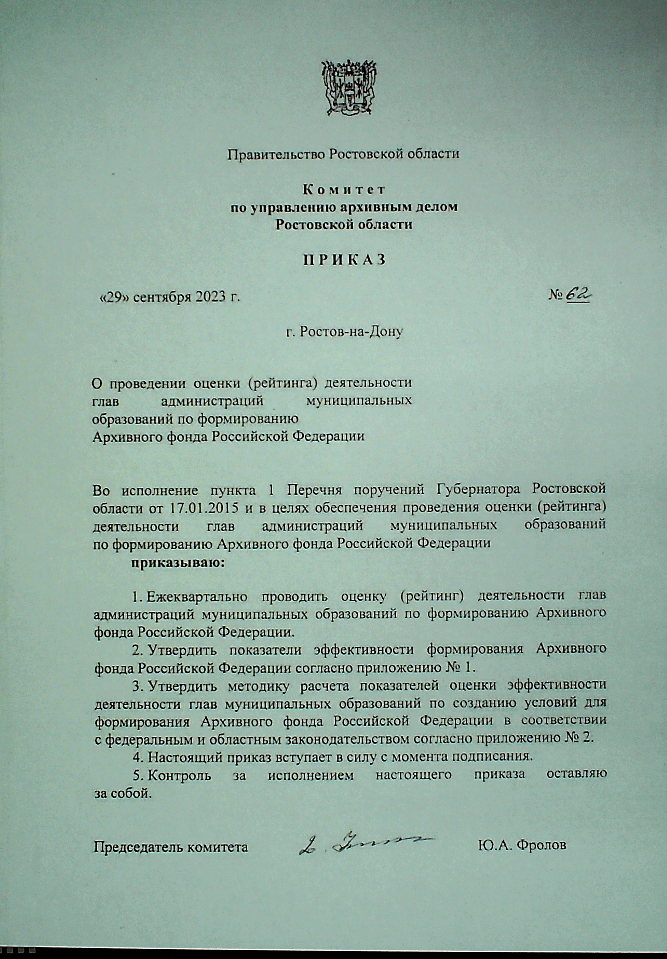 Правительство Ростовской области
Комитет
по управлению архивным делом
Ростовской области
ПРИКАЗ
«29» сентября 2023 г. № 62
г. Ростов-на-Дону
О проведении оценки (рейтинга) деятельности
глав администраций муниципальных
образований по формированию
Архивного фонда Российской Федерации
Во исполнение пункта 1 Перечня поручений Губернатора Ростовской
области от 17.01.2015 и в целях обеспечения проведения оценки (рейтинга)
деятельности глав администраций муниципальных образований
по формированию Архивного фонда Российской Федерации
приказываю:
1. Ежеквартально проводить оценку (рейтинг) деятельности глав
администраций муниципальных образований по формированию Архивного
фонда Российской Федерации.
2. Утвердить показатели эффективности формирования Архивного
фонда Российской Федерации согласно приложению № 1.
3. Утвердить методику расчета показателей оценки эффективности
деятельности глав муниципальных образований по созданию условий для
формирования Архивного фонда Российской Федерации в соответствии
с федеральным и областным законодательством согласно приложению № 2.
4. Настоящий приказ вступает в силу с момента подписания.
5. Контроль за исполнением настоящего приказа оставляю
за собой.
Председатель комитета Ю.А. Фролов